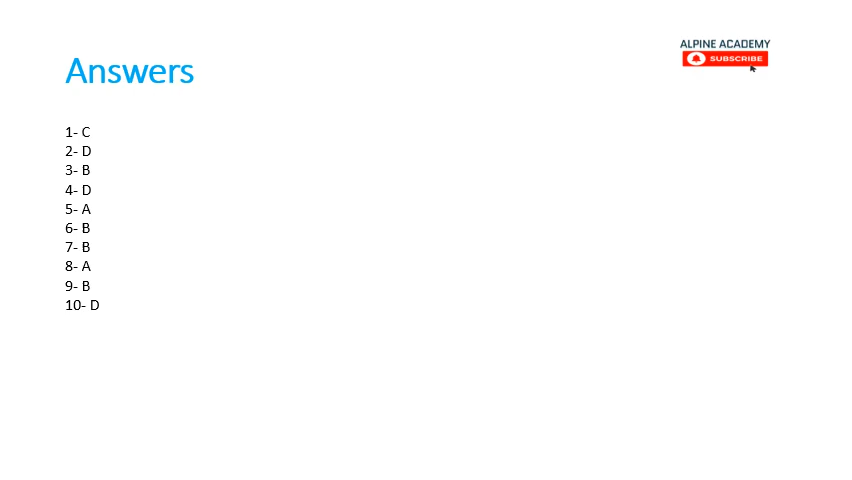 ALPINE ACADEMY
SUBSCRIBE
Answers
1- C
2- D
3- B
4- D
5- A
6- B
7- B
8- A
9- B
10- D